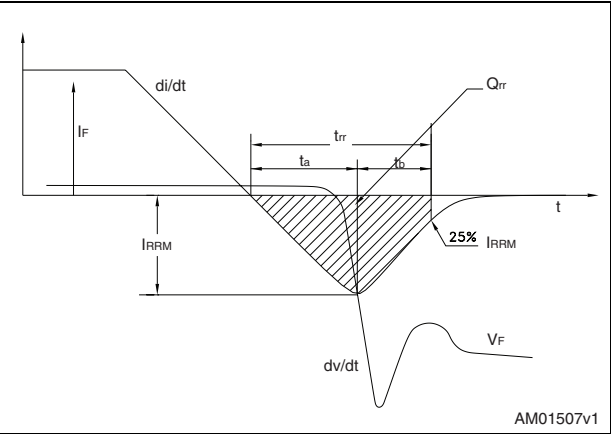 di/dt
Qrr
IF
trr
ta
tb
t
IRRM
25% IRRM
VF
dv/dt
AM01507v1